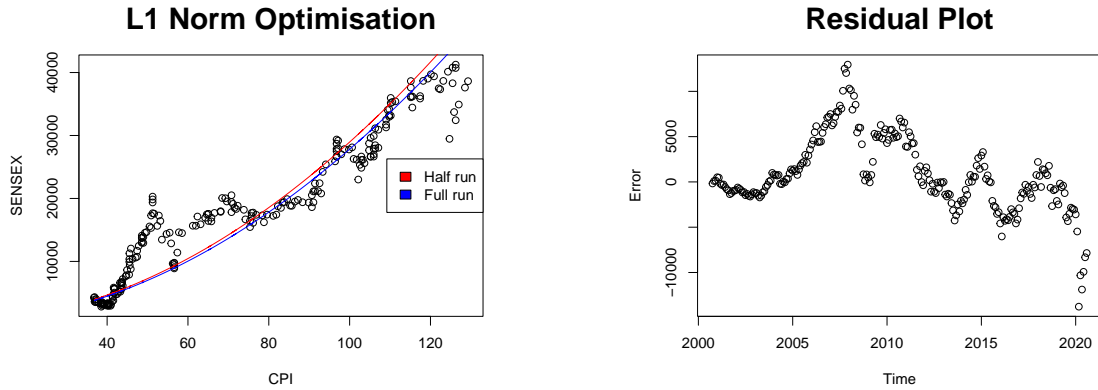 L1 Norm Optimisation
SENSEX
40000
30000
20000
10000
Half run
Full run
40
60
80
100
120
CPI
Residual Plot
Error
5000
0
−10000
2000
2005
2010
2015
2020
Time